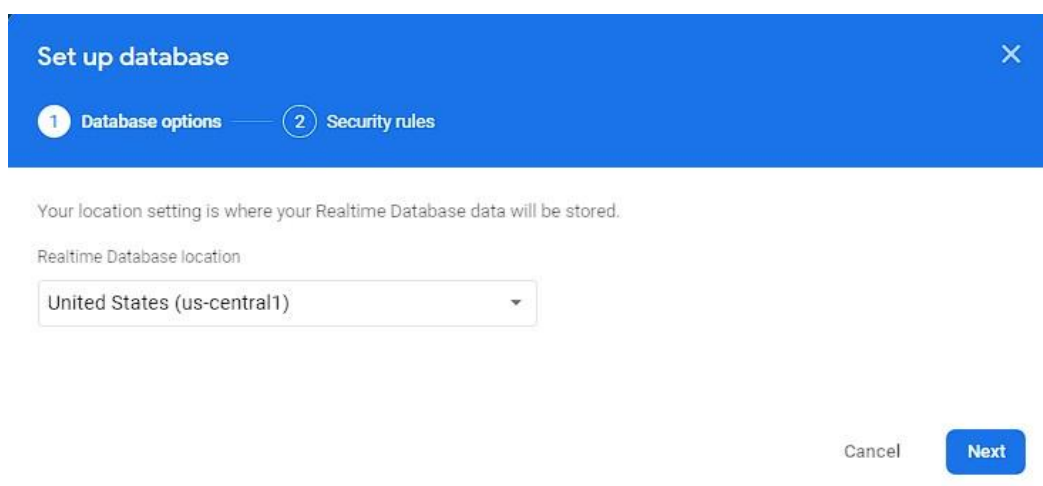 Set up database
1 Database options 2 Security rules
Your location setting is where your Realtime Database data will be stored.
Realtime Database location
United States (us-central1)
Cancel Next